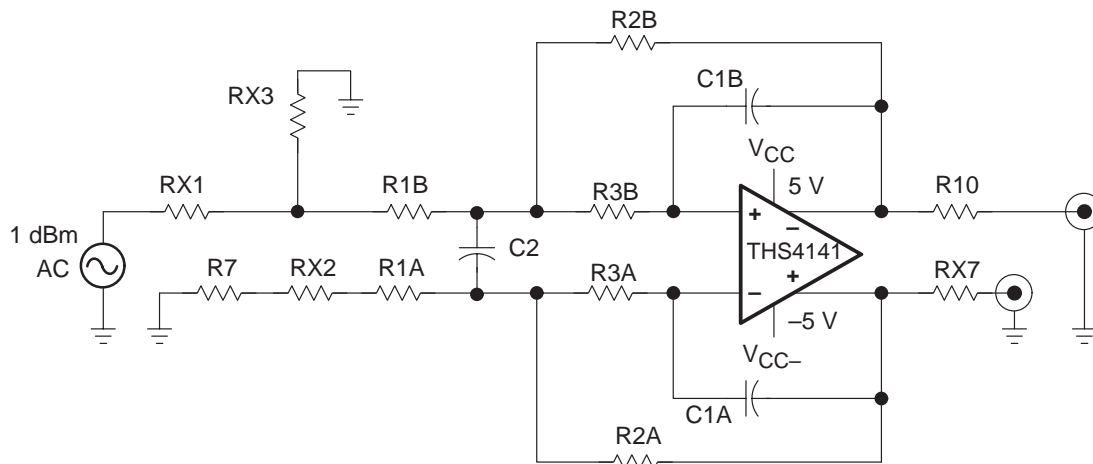 R2B
C1B
RX3
VCC
5 V
RX1
R1B
R3B
R10
+
–
1 dBm
AC
C2
THS4141
R7
RX2
R1A
R3A
+
–
RX7
–5 V
VCC–
C1A
R2A